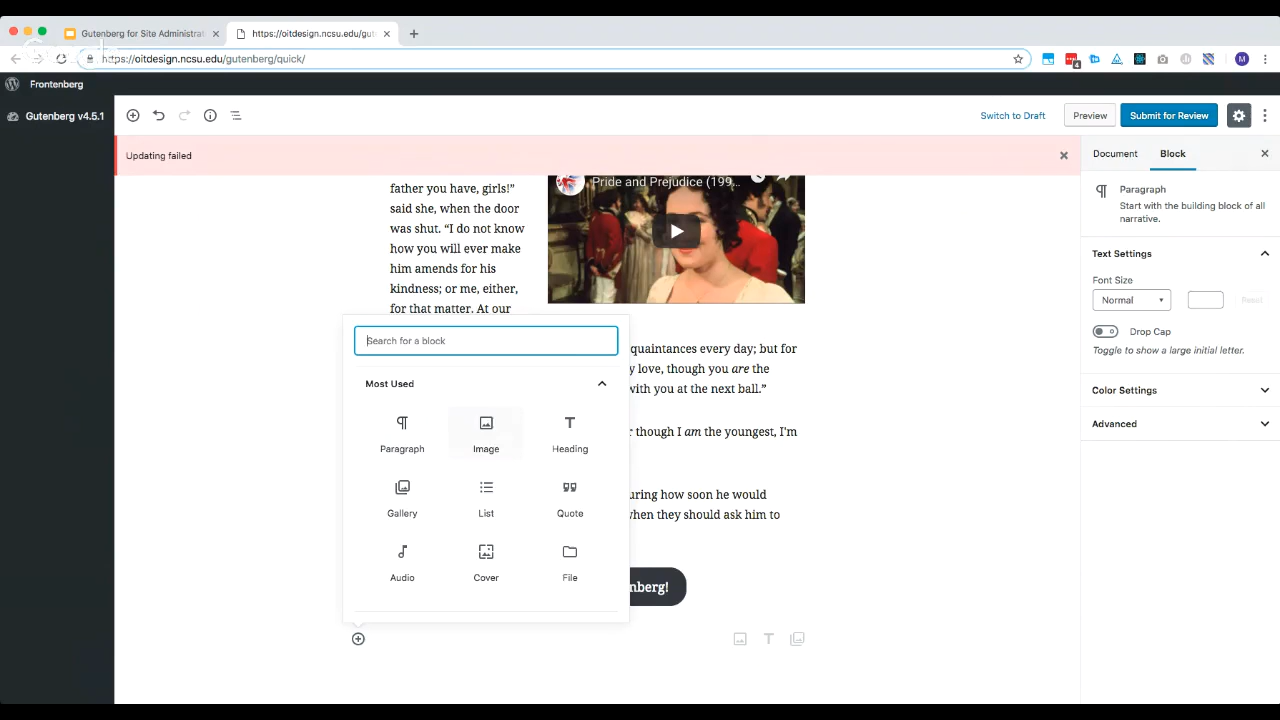 Gutenberg for Site Administrat
https://oitdesign.ncsu.edu/gut
https://oitdesign.ncsu.edu/gutenberg/quick/
4
M
Frontenberg
Gutenberg v4.5.1
Switch to Draft
Preview
Submit for Review
Updating failed
father you have, girls!”
said she, when the door
was shut. “I do not know
how you will ever make
him amends for his
kindness; or me, either,
for that matter. At our
Pride and Prejudice (199...
quaintances every day; but for
y love, though you are the
with you at the next ball.”
r though I am the youngest, I'm
uring how soon he would
when they should ask him to
nberg!
Search for a block
Most Used
Paragraph
Image
Heading
Gallery
List
Quote
Audio
Cover
File
Document
Block
Paragraph
Start with the building block of all
narrative.
Text Settings
Font Size
Normal
Reset
Drop Cap
Toggle to show a large initial letter.
Color Settings
Advanced